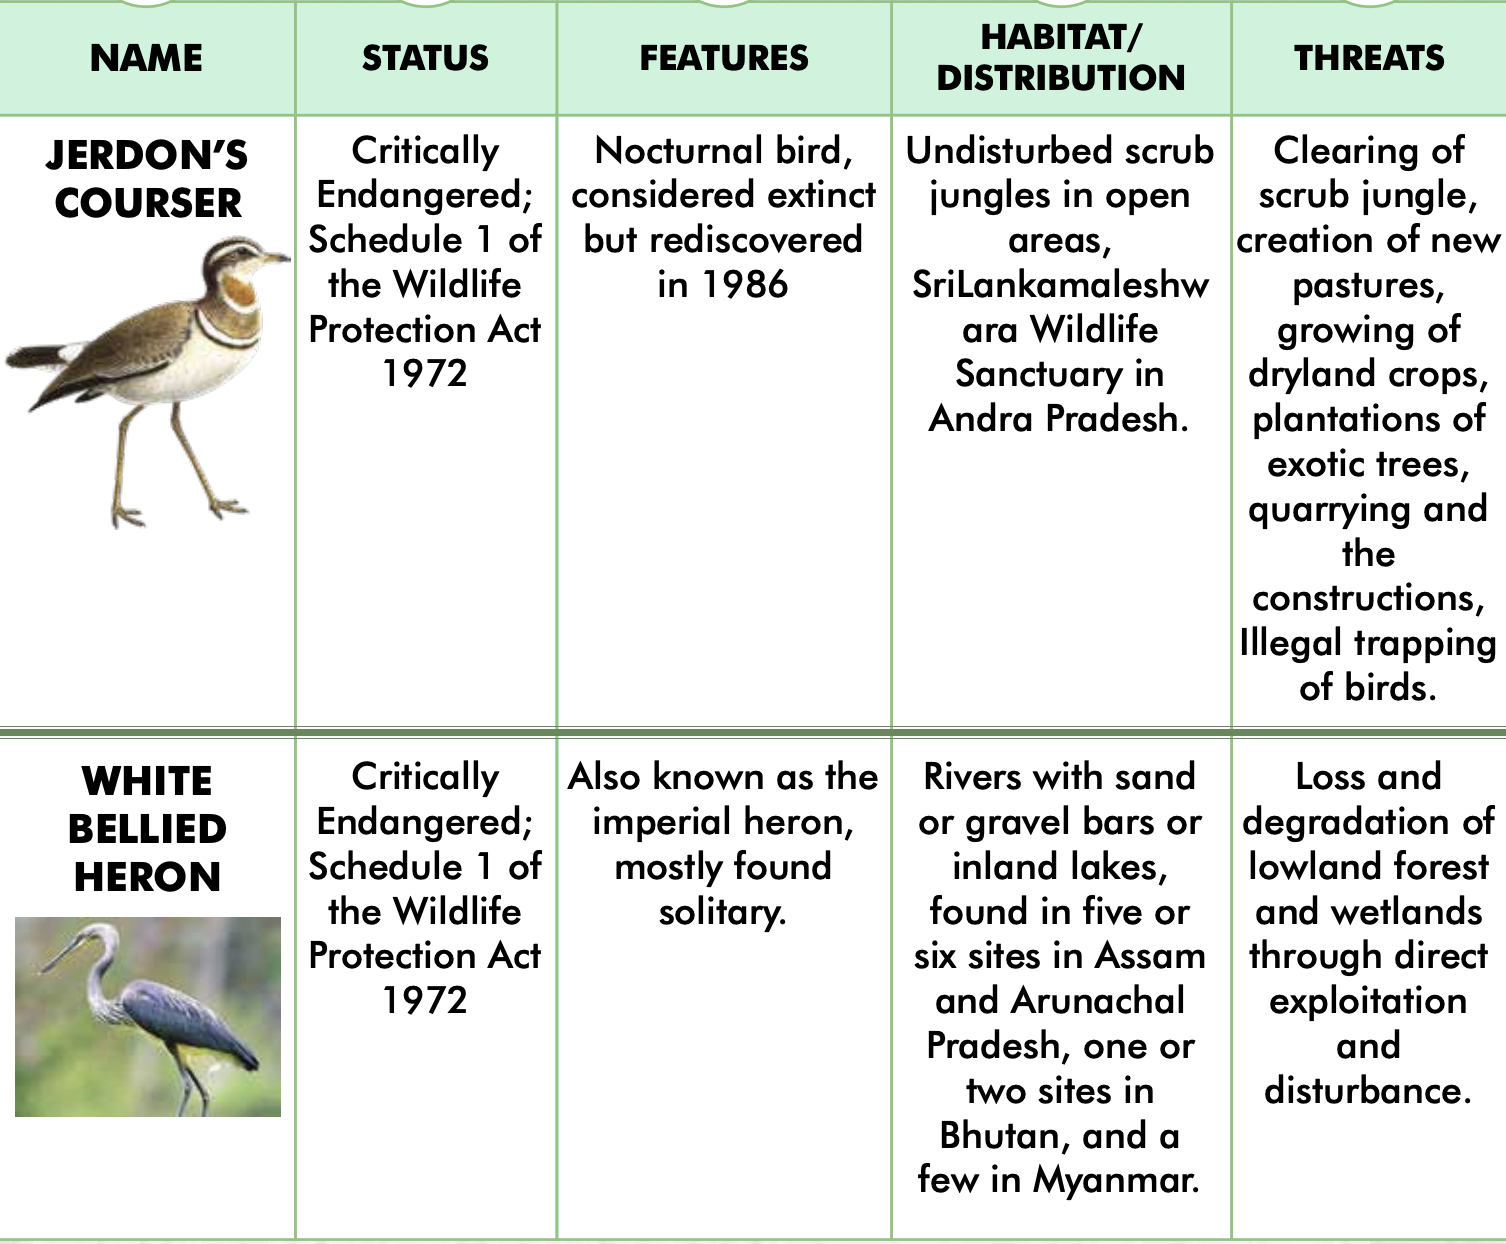 NAME
STATUS
FEATURES
HABITAT/
DISTRIBUTION
THREATS
JERDON'S
COURSER
Critically
Endangered;
Schedule 1 of
the Wildlife
Protection Act
1972
Nocturnal bird,
considered extinct
but rediscovered
in 1986
Undisturbed scrub
jungles in open
areas,
SriLankamaleshw
ara Wildlife
Sanctuary in
Andra Pradesh.
Clearing of
scrub jungle,
creation of new
pastures,
growing of
dryland crops,
plantations of
exotic trees,
quarrying and
the
constructions,
Illegal trapping
of birds.
WHITE
BELLIED
HERON
Critically
Endangered;
Schedule 1 of
the Wildlife
Protection Act
1972
Also known as the
imperial heron,
mostly found
solitary.
Rivers with sand
or gravel bars or
inland lakes,
found in five or
six sites in Assam
and Arunachal
Pradesh, one or
two sites in
Bhutan, and a
few in Myanmar.
Loss and
degradation of
lowland forest
and wetlands
through direct
exploitation
and
disturbance.